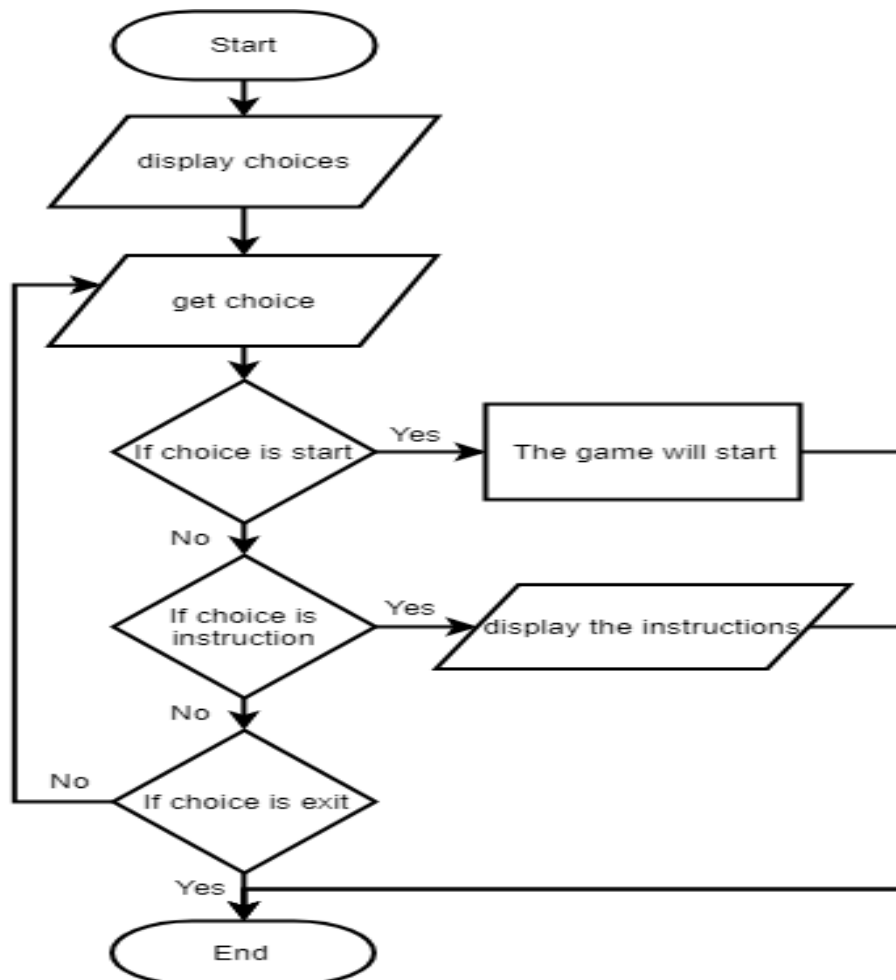 Start
display choices
get choice
If choice is start
Yes
The game will start
No
If choice is
instruction
Yes
display the instructions
No
If choice is exit
No
Yes
End